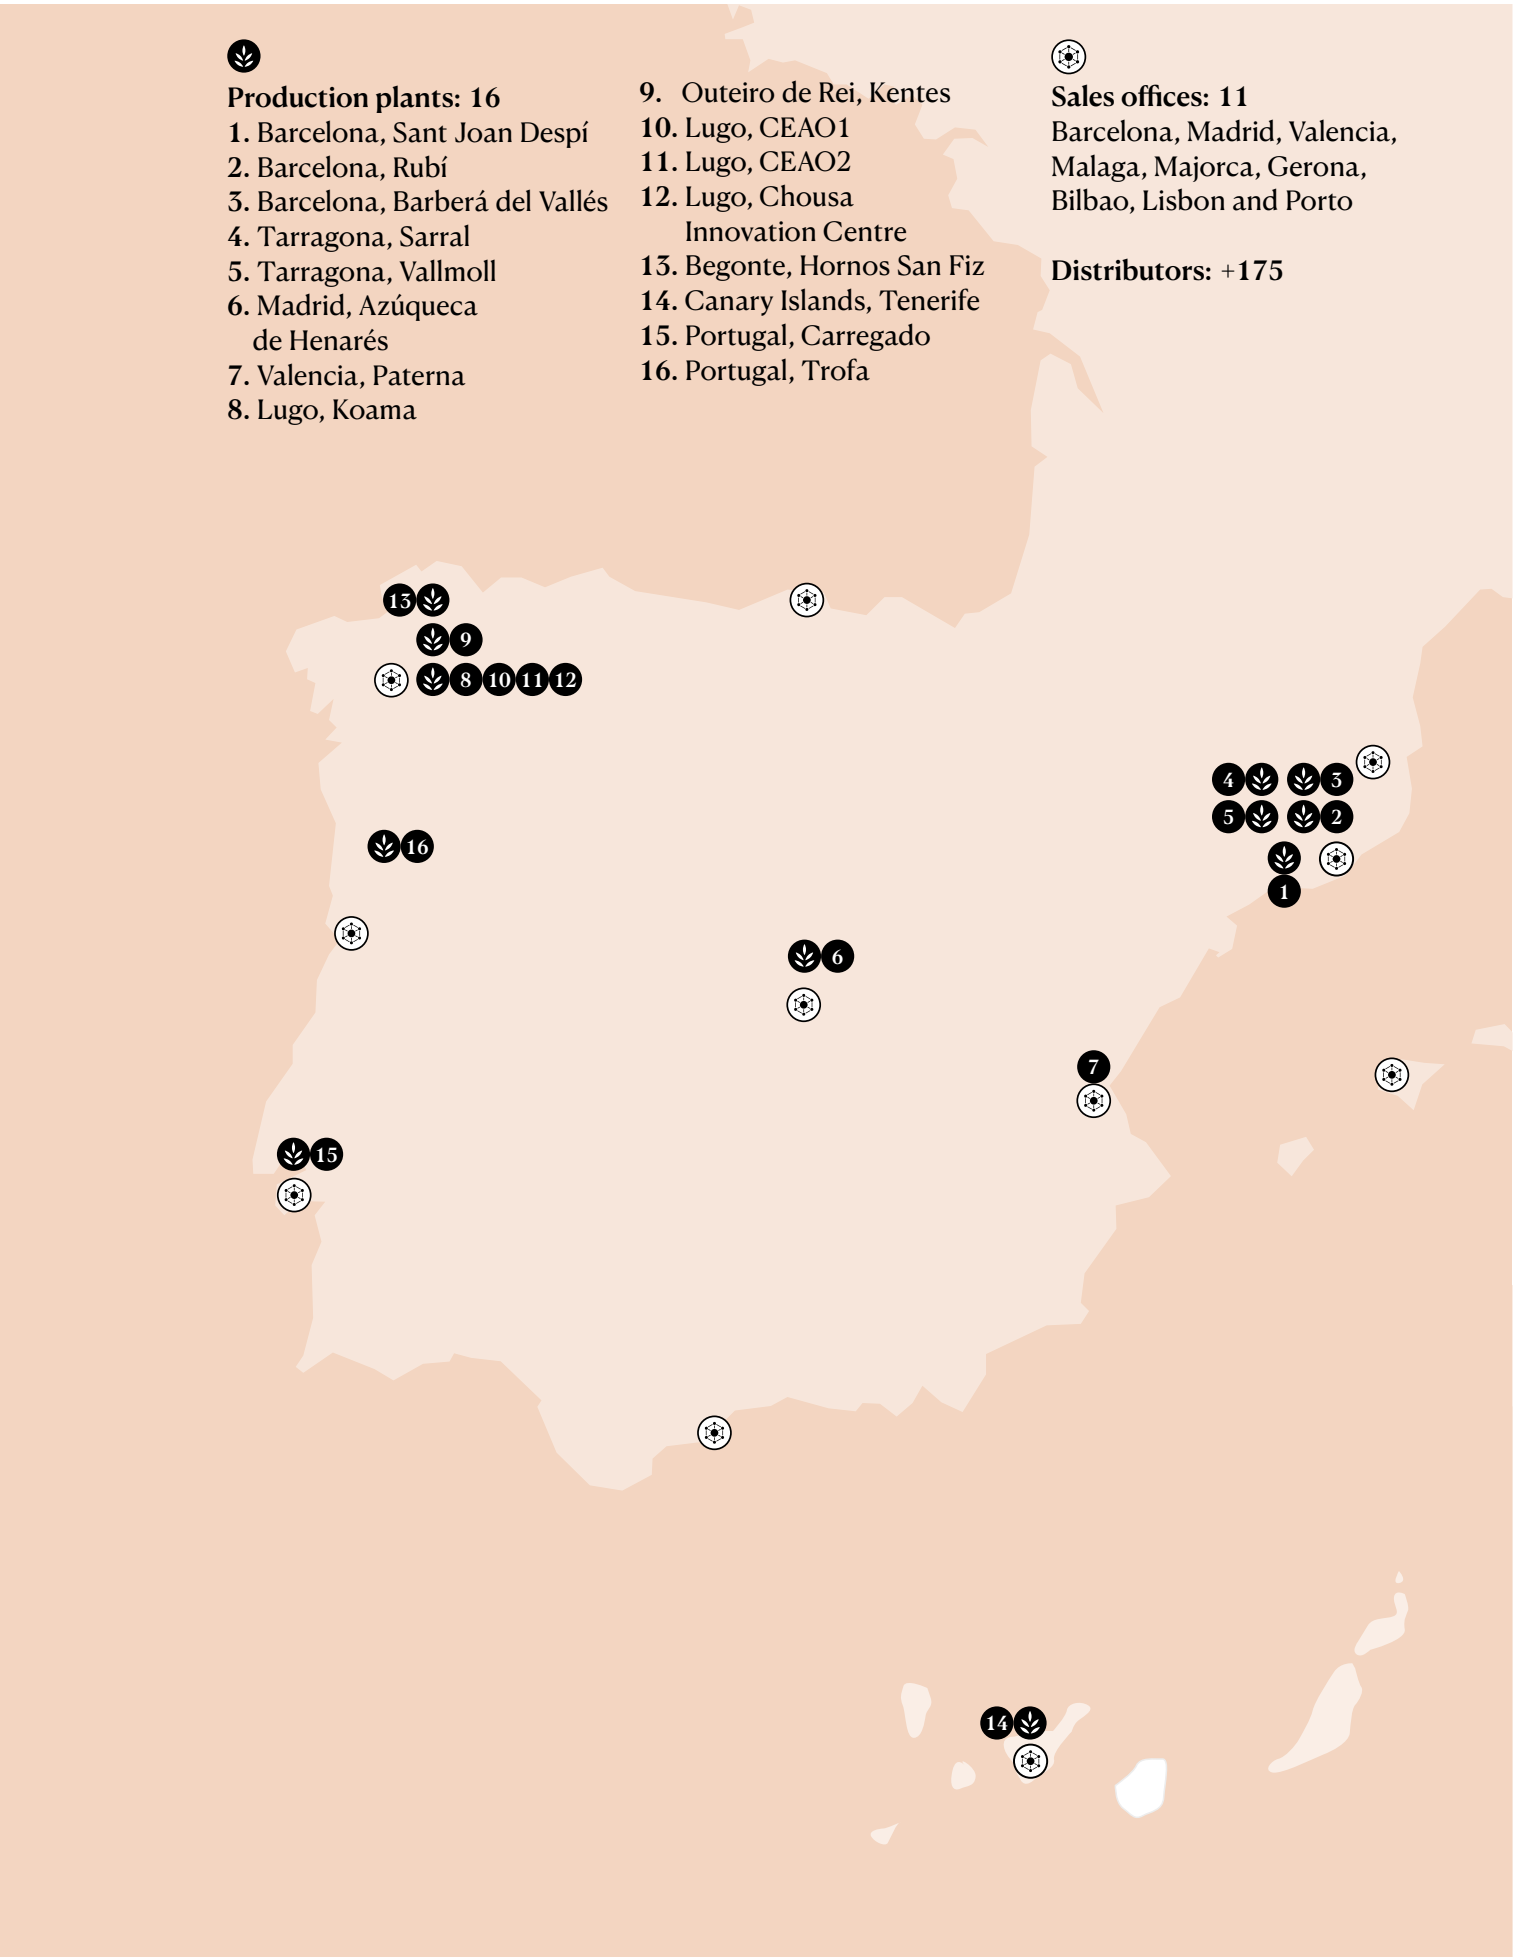 Production plants: 16
1. Barcelona, Sant Joan Despí
2. Barcelona, Rubí
3. Barcelona, Barberá del Vallés
4. Tarragona, Sarral
5. Tarragona, Vallmoll
6. Madrid, Azúqueca
de Henarés
7. Valencia, Paterna
8. Lugo, Koama
9. Outeiro de Rei, Kentes
10. Lugo, CEAO1
11. Lugo, CEAO2
12. Lugo, Chousa
Innovation Centre
13. Begonte, Hornos San Fiz
14. Canary Islands, Tenerife
15. Portugal, Carregado
16. Portugal, Trofa
Sales offices: 11
Barcelona, Madrid, Valencia,
Malaga, Majorca, Gerona,
Bilbao, Lisbon and Porto
Distributors: +175
13
9
8 10 11 12
4 3
5 2
16
1
6
7
15
14